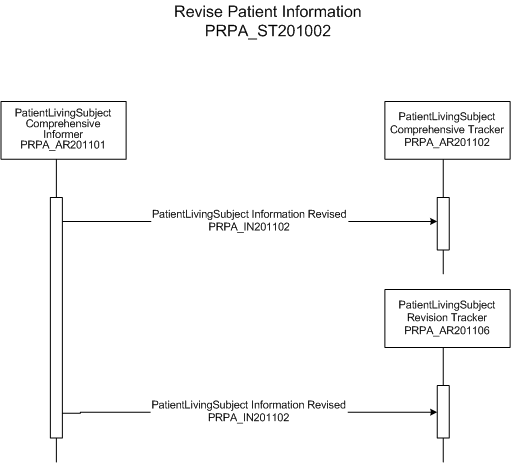 Revise Patient Information
PRPA_ST201002
PatientLivingSubject
Comprehensive
Informer
PRPA_AR201101
PatientLivingSubject
Comprehensive Tracker
PRPA_AR201102
PatientLivingSubject Information Revised
PRPA_IN201102
PatientLivingSubject
Revision Tracker
PRPA_AR201106
PatientLivingSubject Information Revised
PRPA_IN201102